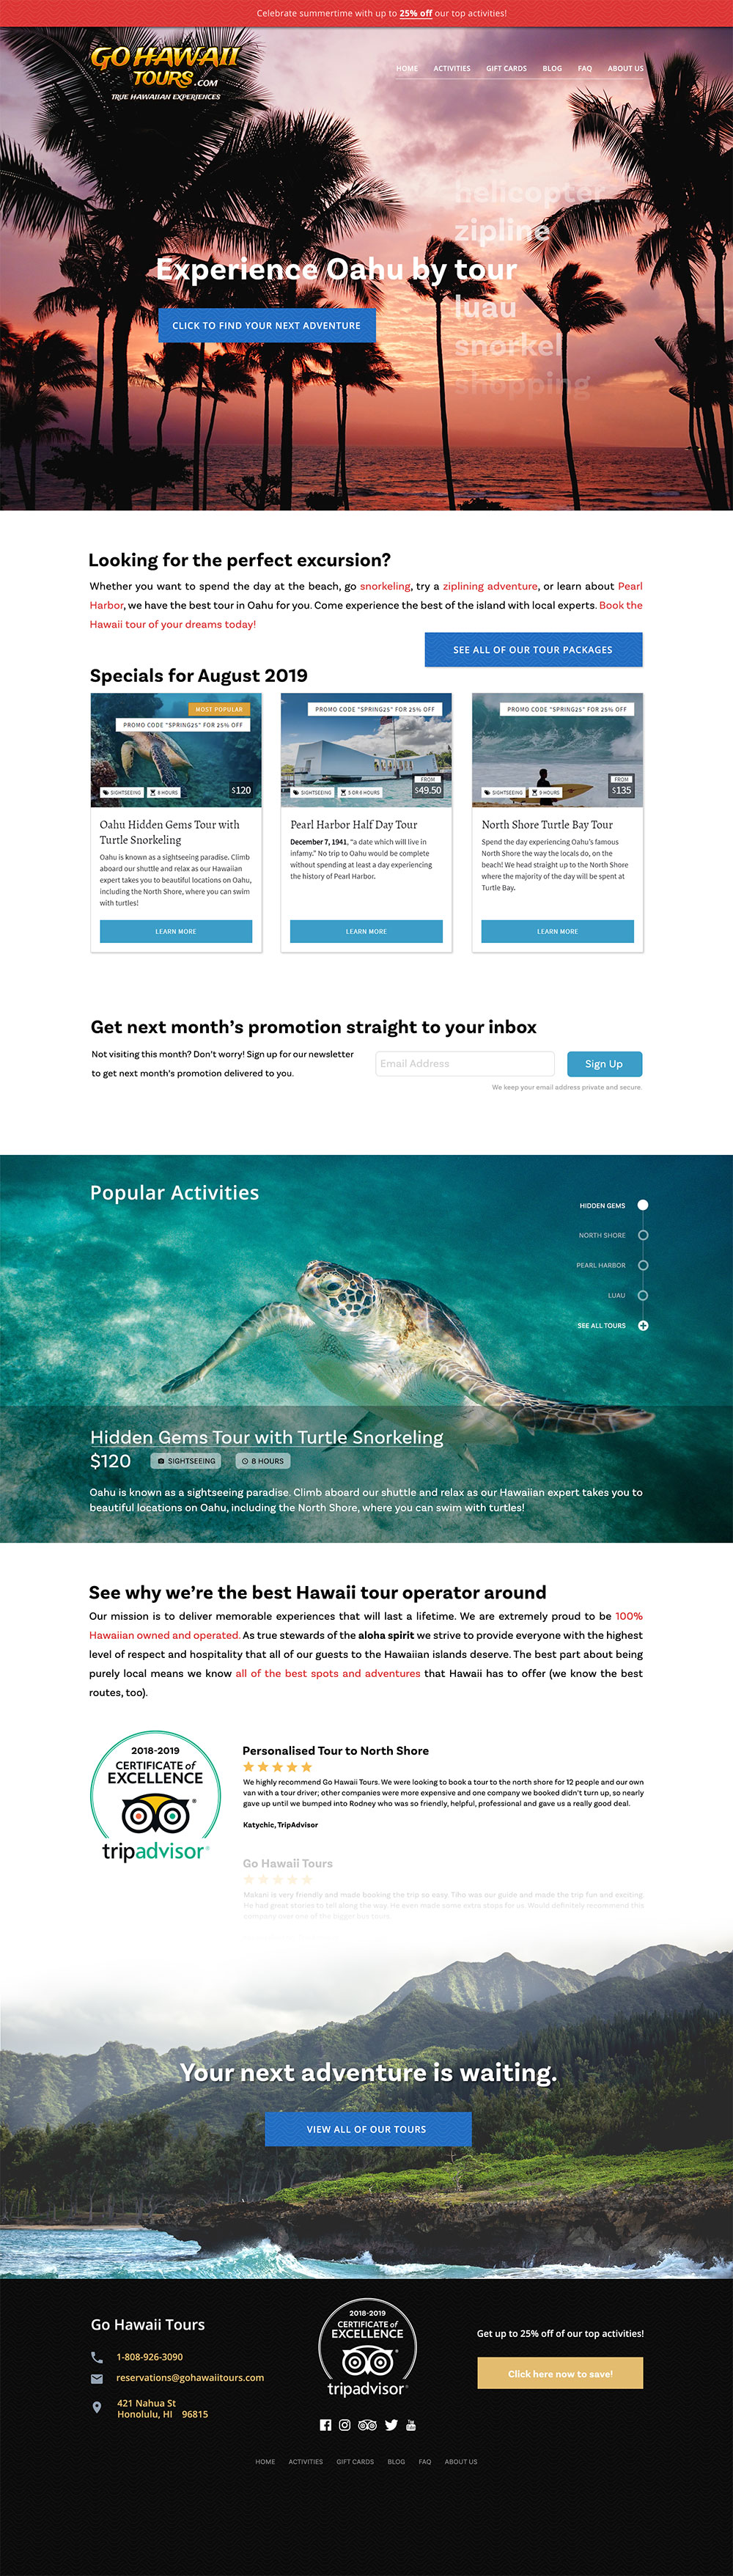 Celebrate summertime with up to 25% off our top activities!
GO HAWAII
TOURS.COM
TRUE HAWAIIAN EXPERIENCES
HOME ACTIVITIES GIFT CARDS BLOG FAQ ABOUT US
helicopter
zipline
Experience Oahu by tour
luau
snorkel
shopping
CLICK TO FIND YOUR NEXT ADVENTURE
Looking for the perfect excursion?
Whether you want to spend the day at the beach, go snorkeling, try a ziplining adventure, or learn about Pearl
Harbor, we have the best tour in Oahu for you. Come experience the best of the island with local experts. Book the
Hawaii tour of your dreams today!
SEE ALL OF OUR TOUR PACKAGES
Specials for August 2019
MOST POPULAR
PROMO CODE "SPRING25" FOR 25% OFF
SIGHTSEEING 8 HOURS $120
Oahu Hidden Gems Tour with
Turtle Snorkeling
Oahu is known as a sightseeing paradise. Climb
aboard our shuttle and relax as our Hawaiian
expert takes you to beautiful locations on Oahu,
including the North Shore, where you can swim
with turtles!
LEARN MORE
PROMO CODE "SPRING25" FOR 25% OFF
FROM
SIGHTSEEING 5 OR 6 HOURS $49.50
Pearl Harbor Half Day Tour
December 7, 1941, "a date which will live in
infamy." No trip to Oahu would be complete
without spending at least a day experiencing
the history of Pearl Harbor.
LEARN MORE
PROMO CODE "SPRING25" FOR 25% OFF
FROM
SIGHTSEEING 9 HOURS $135
North Shore Turtle Bay Tour
Spend the day experiencing Oahu's famous
North Shore the way the locals do, on the
beach! We head straight up to the North Shore
where the majority of the day will be spent at
Turtle Bay.
LEARN MORE
Get next month's promotion straight to your inbox
Not visiting this month? Don't worry! Sign up for our newsletter
to get next month's promotion delivered to you.
Email Address
Sign Up
We keep your email address private and secure.
Popular Activities
HIDDEN GEMS
NORTH SHORE
PEARL HARBOR
LUAU
SEE ALL TOURS
Hidden Gems Tour with Turtle Snorkeling
$120 SIGHTSEEING 8 HOURS
Oahu is known as a sightseeing paradise. Climb aboard our shuttle and relax as our Hawaiian expert takes you to
beautiful locations on Oahu, including the North Shore, where you can swim with turtles!
See why we're the best Hawaii tour operator around
Our mission is to deliver memorable experiences that will last a lifetime. We are extremely proud to be 100%
Hawaiian owned and operated. As true stewards of the aloha spirit we strive to provide everyone with the highest
level of respect and hospitality that all of our guests to the Hawaiian islands deserve. The best part about being
purely local means we know all of the best spots and adventures that Hawaii has to offer (we know the best
routes, too).
2018-2019
CERTIFICATE of
EXCELLENCE
tripadvisor®
Personalised Tour to North Shore
We highly recommend Go Hawaii Tours. We were looking to book a tour to the north shore for 12 people and our own
van with a tour driver; other companies were more expensive and one company we booked didn't turn up, so nearly
gave up until we bumped into Rodney who was so friendly, helpful, professional and gave us a really good deal.
Katychic, TripAdvisor
Go Hawaii Tours
Makani is very friendly and made booking the trip so easy. Tiho was our guide and made the trip fun and exciting.
He had great stories to tell along the way. He even made some extra stops for us. Would definitely recommend this
company over one of the bigger bus tours.
Your next adventure is waiting.
VIEW ALL OF OUR TOURS
Go Hawaii Tours
1-808-926-3090
reservations@gohawaiitours.com
421 Nahua St
Honolulu, HI 96815
2018-2019
CERTIFICATE of
EXCELLENCE
tripadvisor®
Get up to 25% off of our top activities!
Click here now to save!
You
HOME ACTIVITIES GIFT CARDS BLOG FAQ ABOUT US